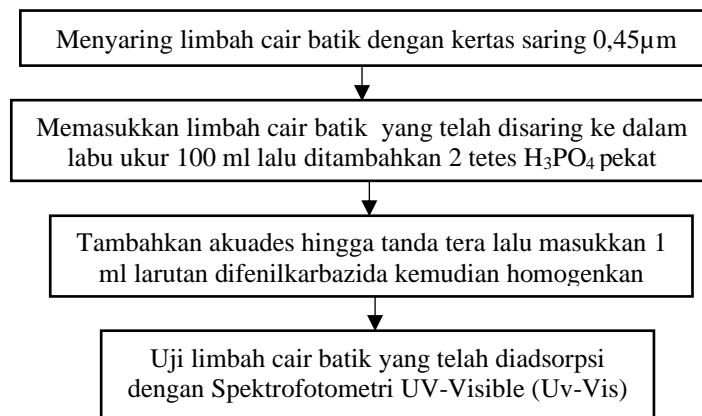 Menyaring limbah cair batik dengan kertas saring 0,45µm
Memasukkan limbah cair batik yang telah disaring ke dalam
labu ukur 100 ml lalu ditambahkan 2 tetes H₃PO₄ pekat
Tambahkan akuades hingga tanda tera lalu masukkan 1
ml larutan difenilkarbazida kemudian homogenkan
Uji limbah cair batik yang telah diadsorpsi
dengan Spektrofotometri UV-Visible (Uv-Vis)